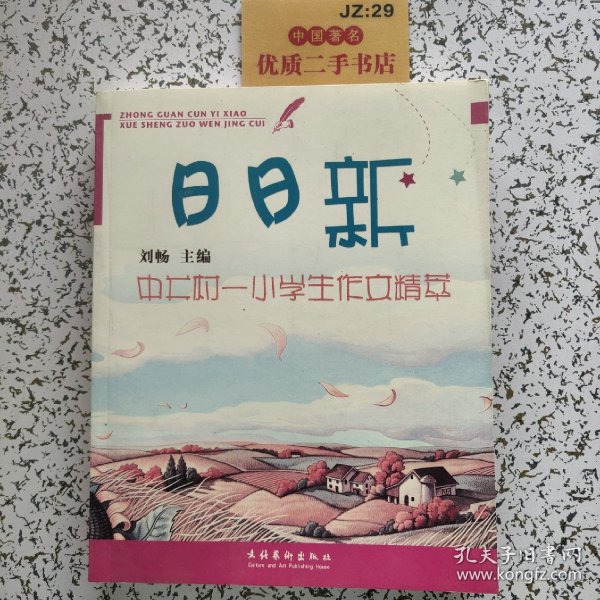 JZ:29
中国著名
优质二手书店
ZHONG GUAN CUN YI XIAO
XUE SHENG ZUO WEN JING CUI
日日新
刘畅 主编
中关村一小学生作文精萃
文化艺术出版社
Culture and Art Publishing House
孔夫子旧书网
www.kongfz.com